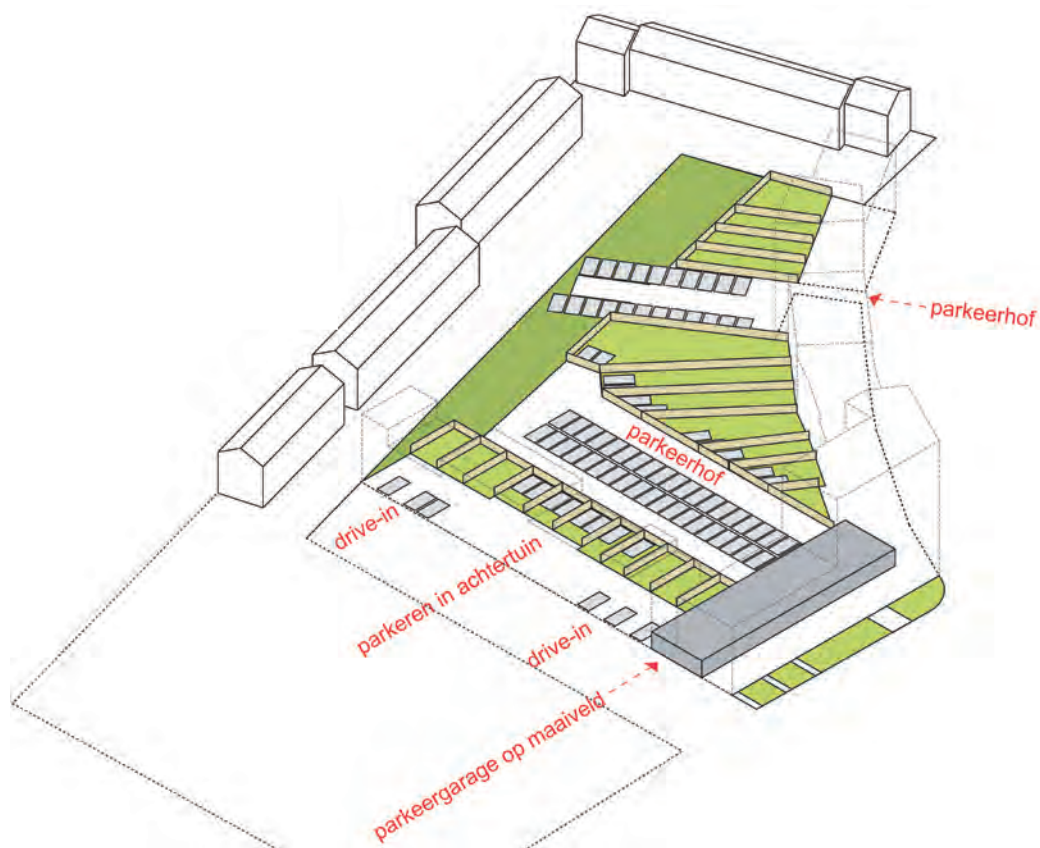 parkeerhof
parkeerhof
drive-in
parkeren in achtertuin
drive-in
parkeergarage op maaiveld